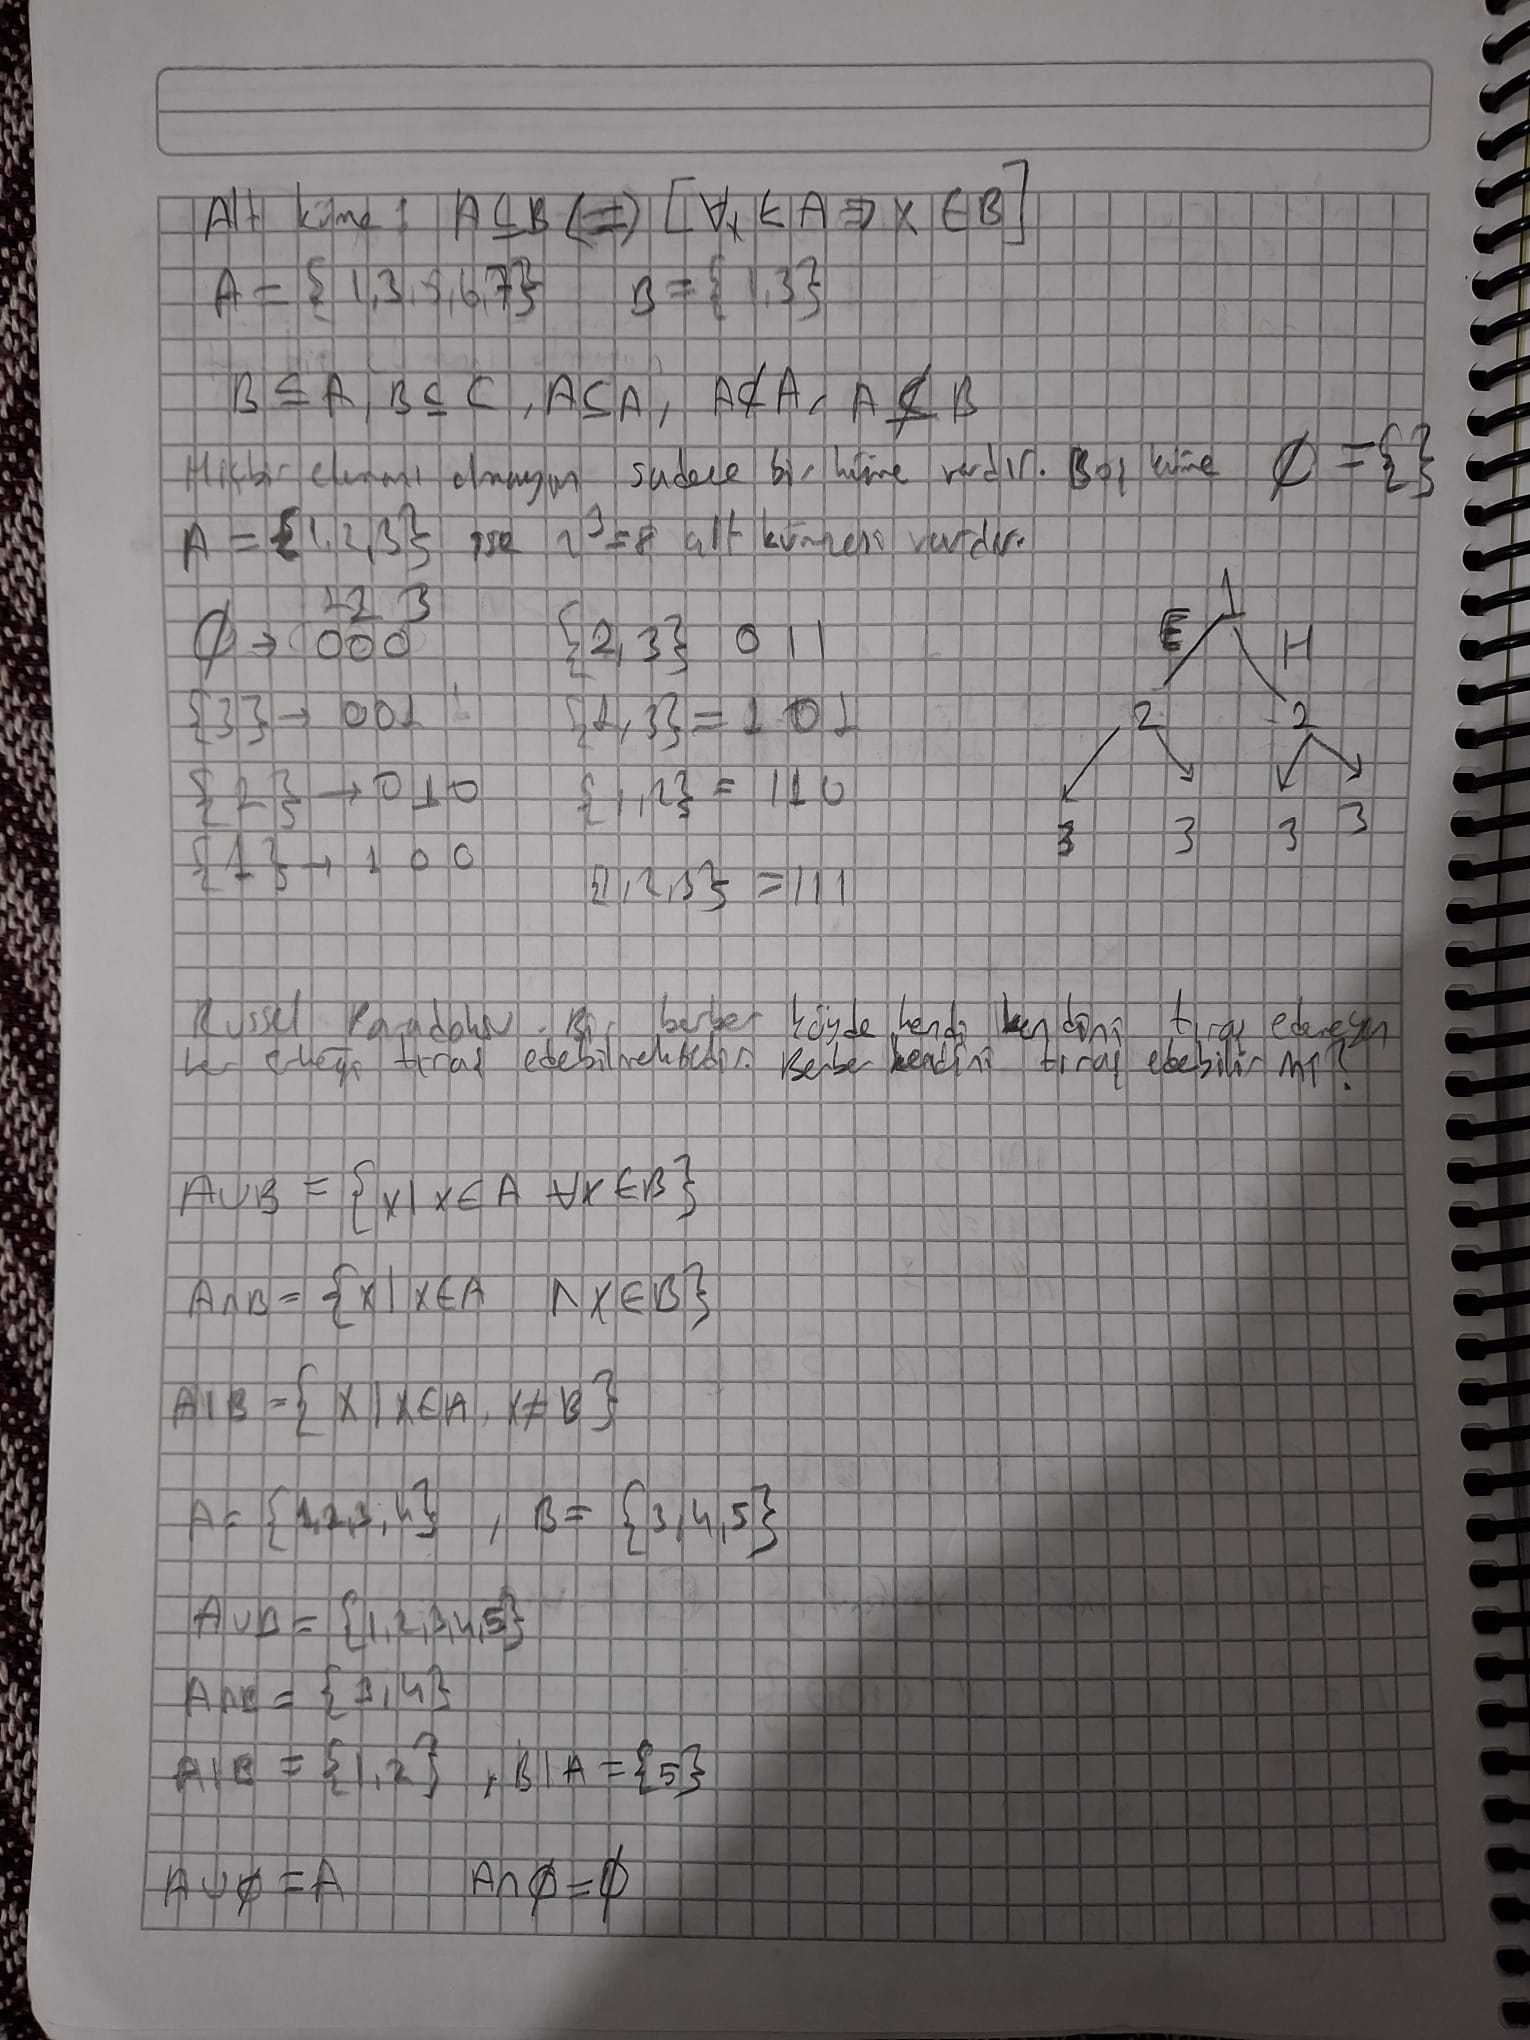 Alt küme : A ⊆ B (⇔) [∀x ∈ A ⇒ x ∈ B]
A = {1,3,5,6,7} B = {1,3}
B ⊆ A, B ⊆ C, A ⊆ A, A ⊄ A, A ⊈ B
Hiçbir elemanı olmayan sadece bir küme vardır. Boş küme ∅ = { }
A = {1,2,3} ise 2³ = 8 alt kümesi vardır.
1 2 3
∅ → 000 {2,3} 011
{3} → 001 {1,3} = 101
{2} → 010 {1,2} = 110
{1} → 100 {1,2,3} = 111
1
E H
2 2
3 3 3 3
Russel Paradoksu. Bir berber köyde kendi kendini tıraş edemeyen
her erkeği tıraş edebilmektedir. Berber kendini tıraş edebilir mi?
A∪B = {x | x∈A ∀x∈B}
A∩B = {x | x∈A ∧ x∈B}
A|B = {x | x∈A, x≠B}
A = {1,2,3,4} , B = {3,4,5}
A∪B = {1,2,3,4,5}
A∩B = {3,4}
A|B = {1,2} , B|A = {5}
A∪∅ = A A∩∅ = ∅